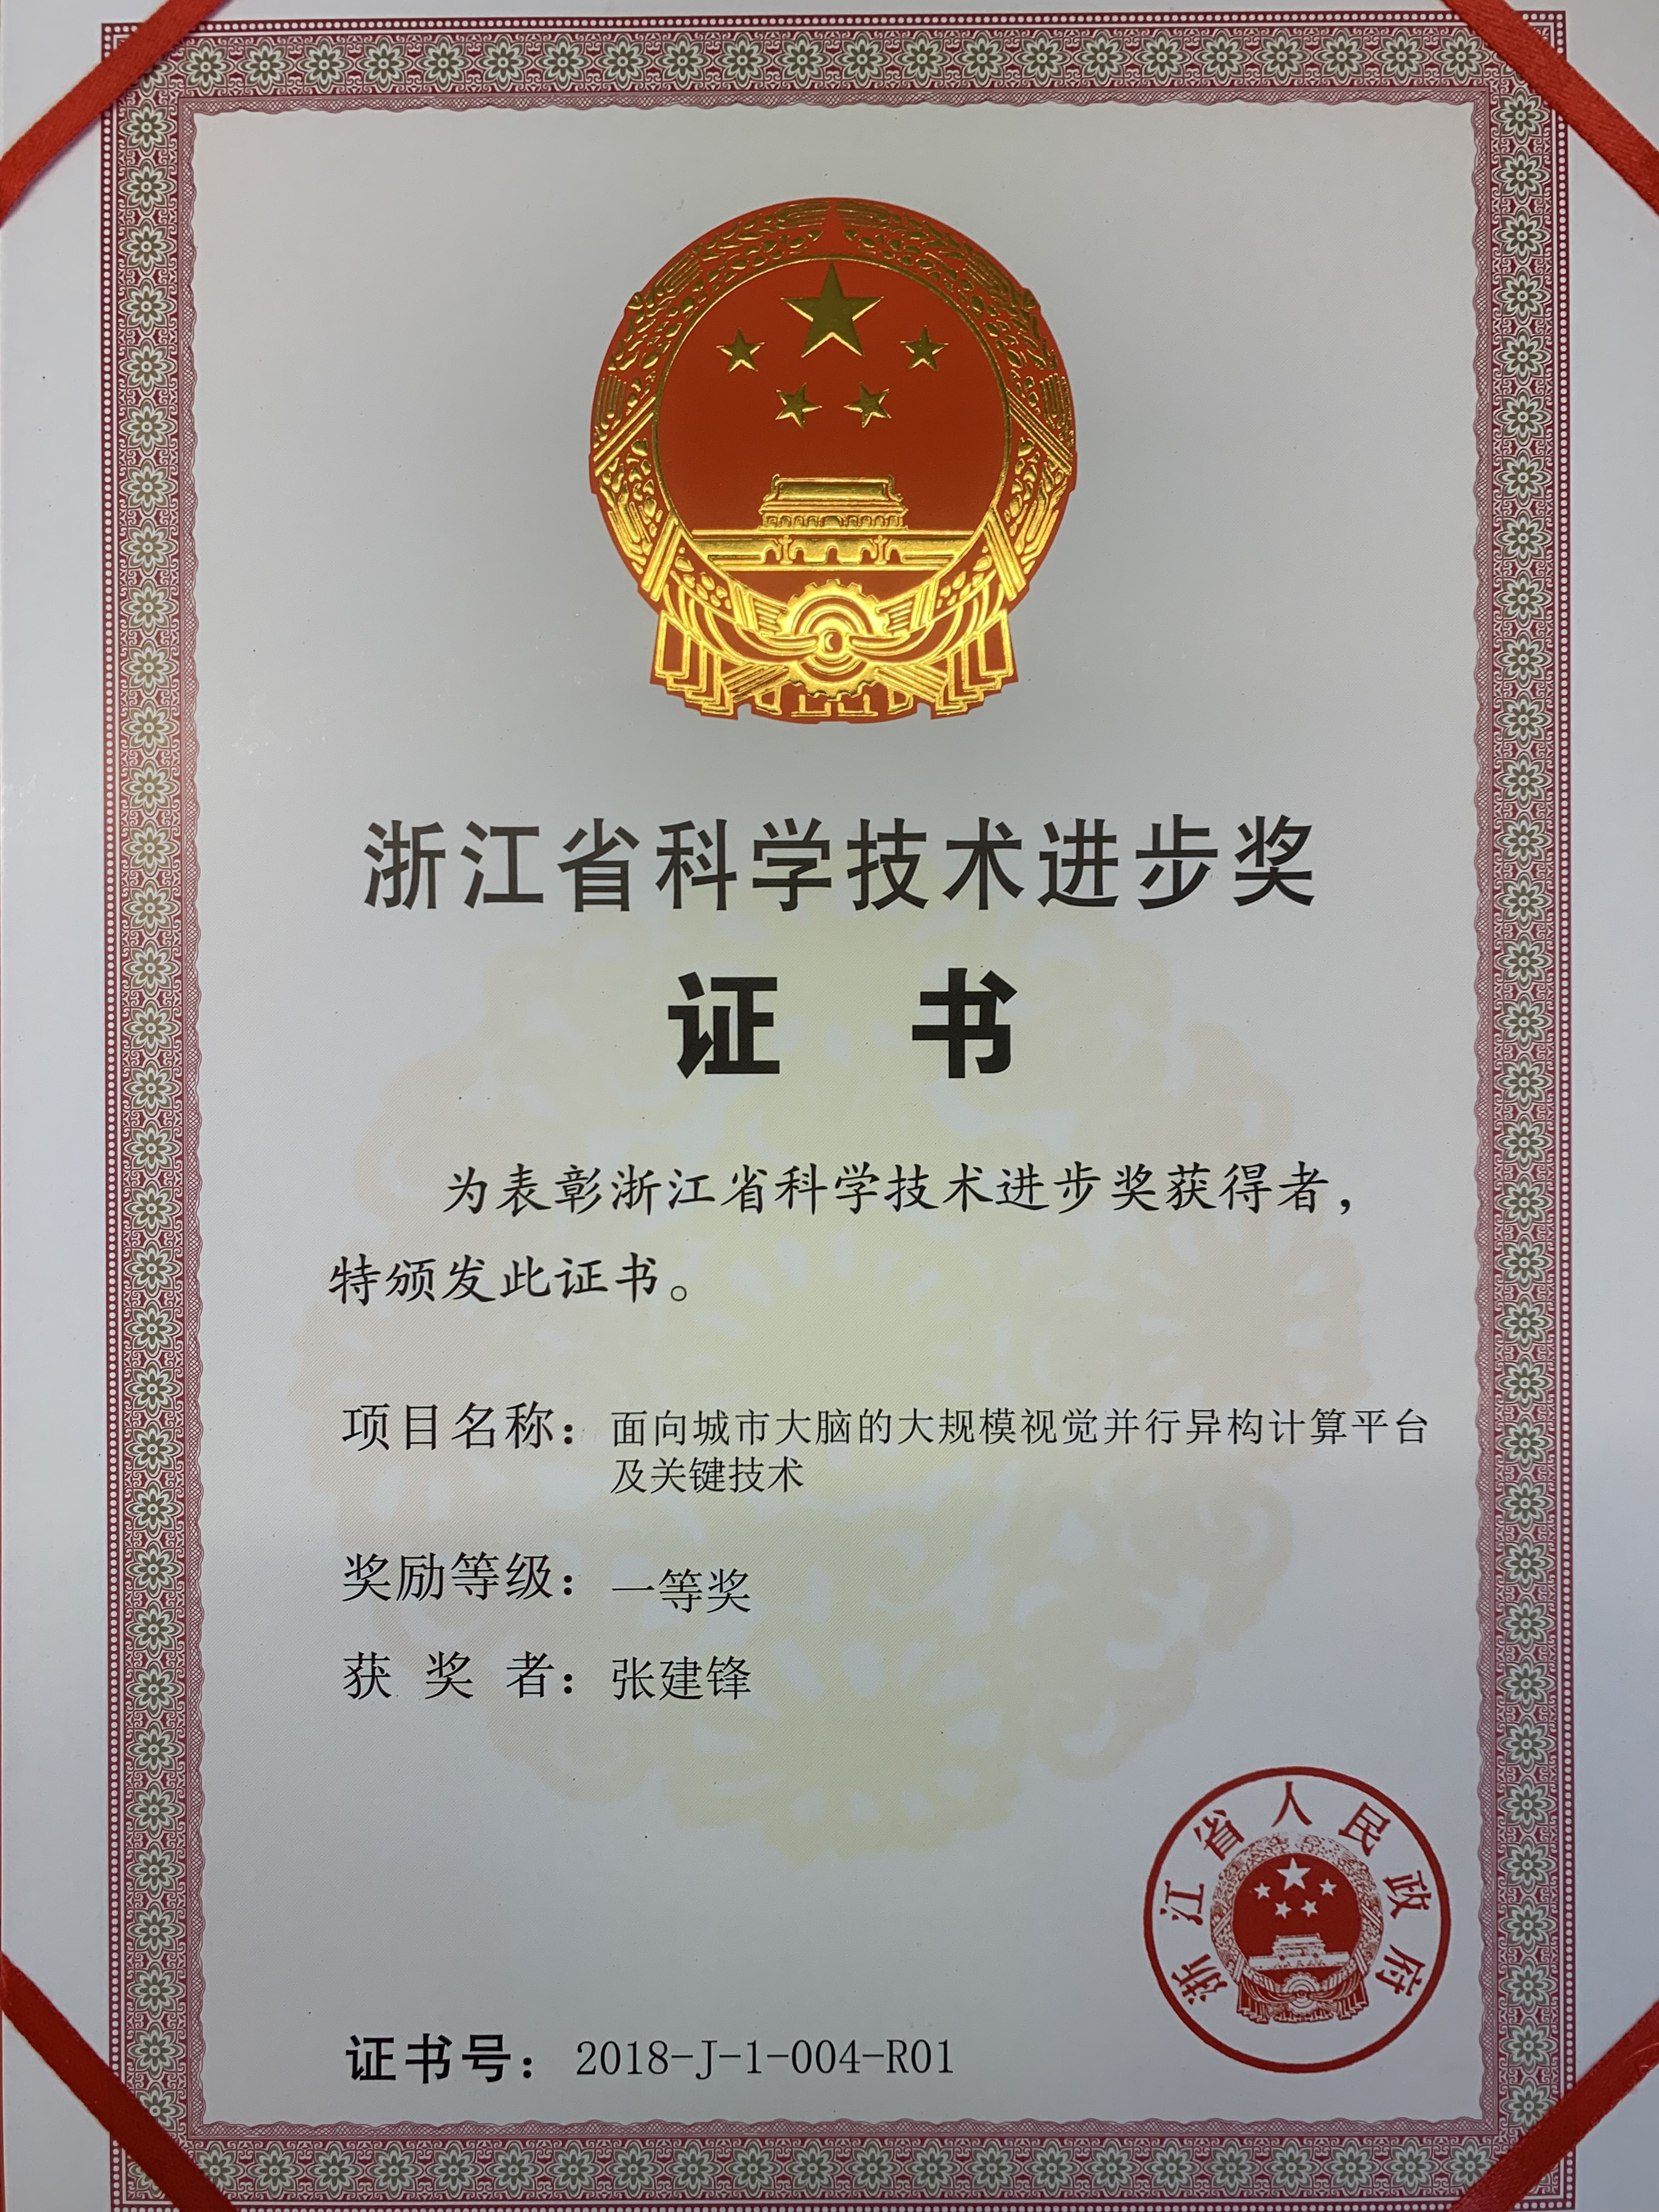 浙江省科学技术进步奖
证 书
为表彰浙江省科学技术进步奖获得者，
特颁发此证书。
项目名称：面向城市大脑的大规模视觉并行异构计算平台
及关键技术
奖励等级：一等奖
获 奖 者：张建锋
浙江省人民政府
证书号：2018-J-1-004-R01